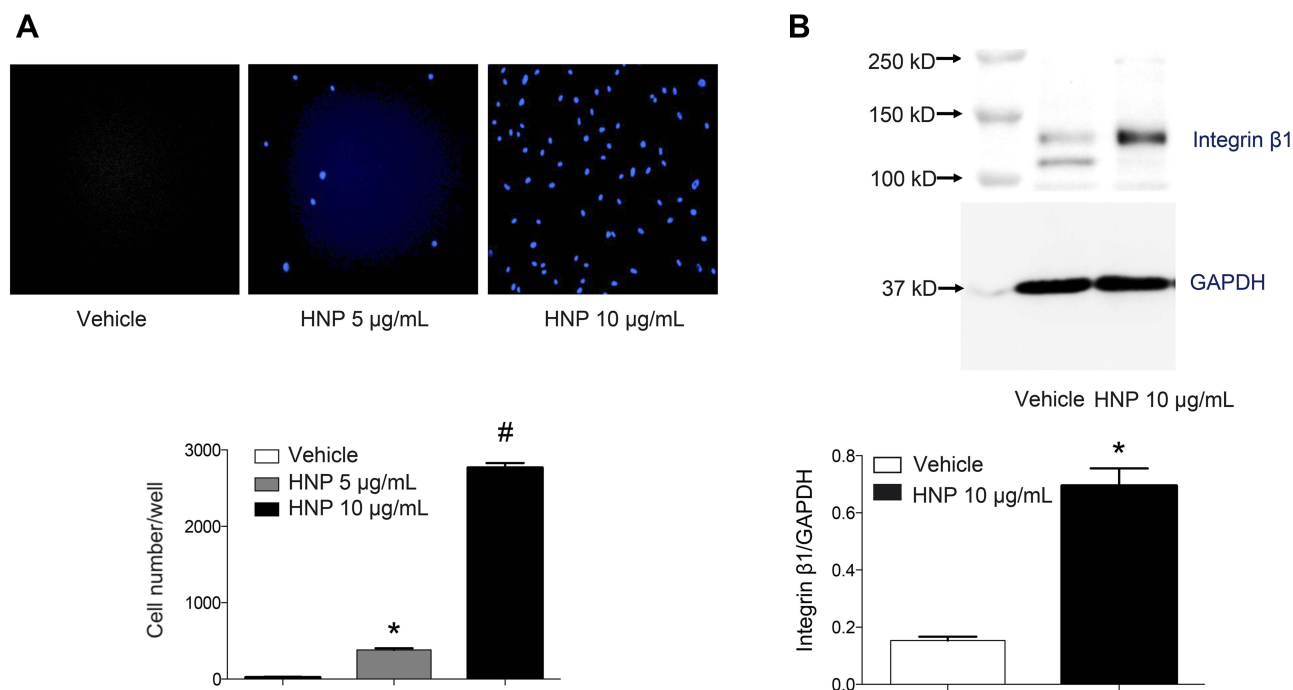 A
Vehicle
HNP 5 µg/mL
HNP 10 µg/mL
3000
2000
1000
0
Cell number/well
Vehicle
HNP 5 µg/mL
HNP 10 µg/mL
*
#
B
250 kD
150 kD
100 kD
Integrin β1
37 kD
GAPDH
Vehicle HNP 10 µg/mL
0.8
0.6
0.4
0.2
0.0
Integrin β1/GAPDH
Vehicle
HNP 10 µg/mL
*